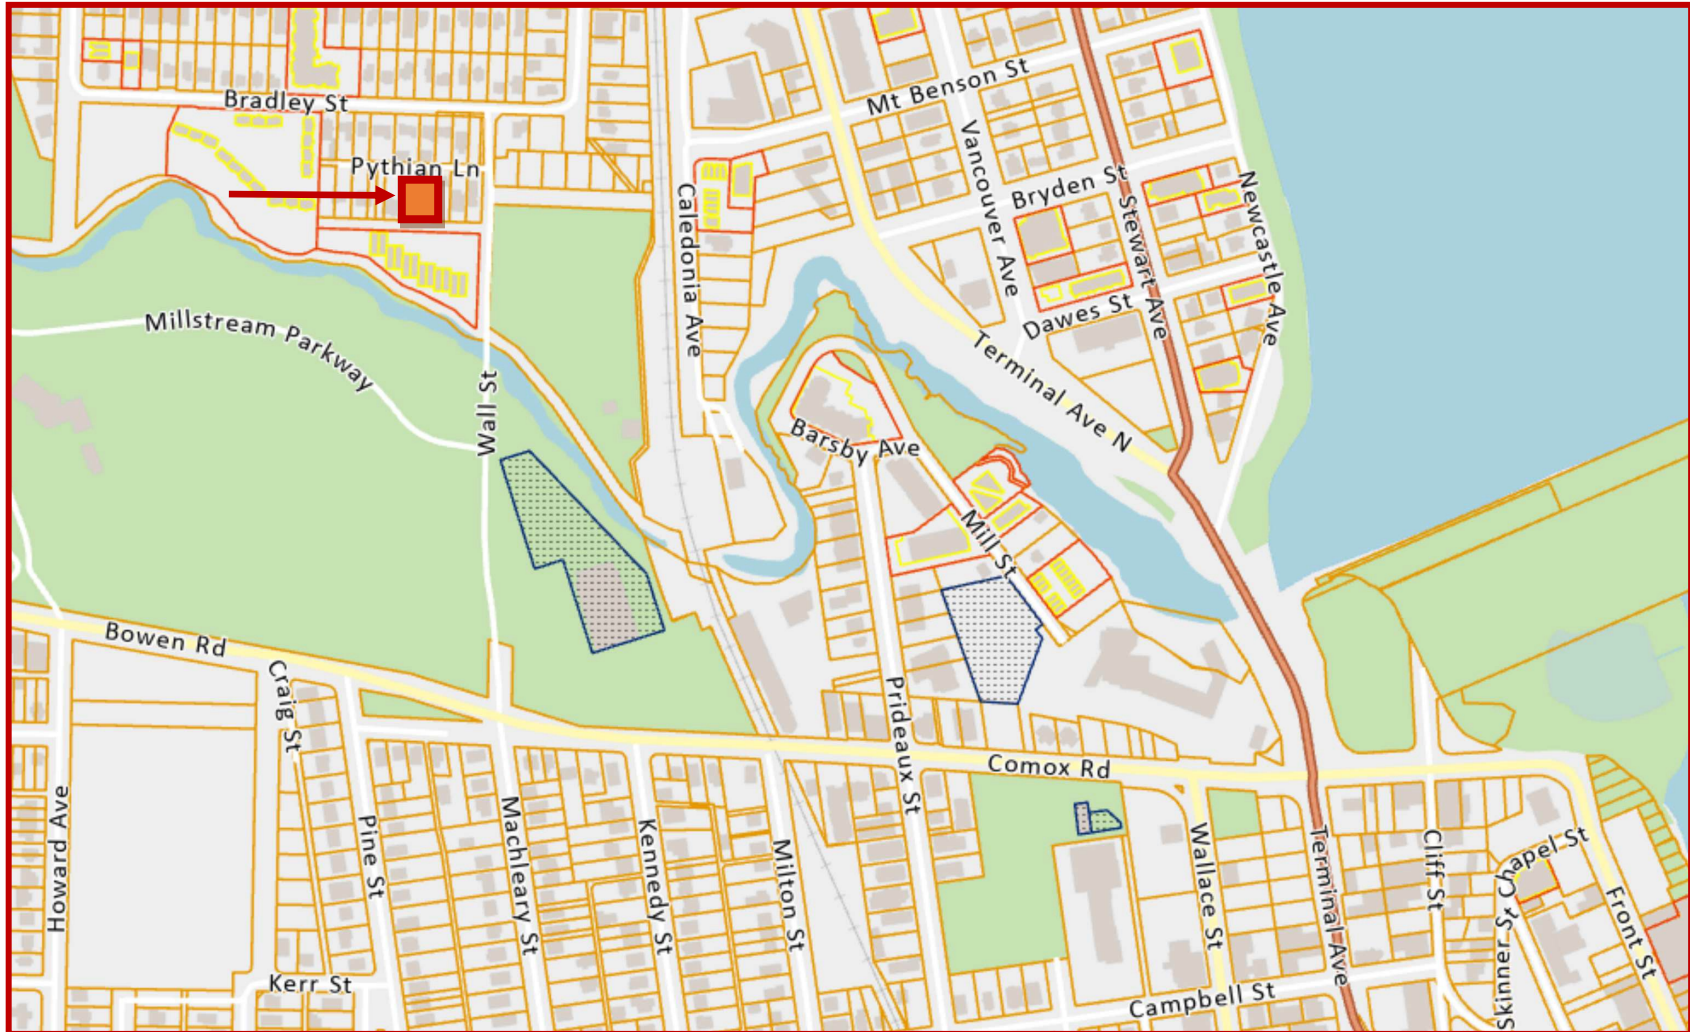 Bradley St
Mt Benson St
Pythian Ln
Vancouver Ave
Bryden St
Newcastle Ave
Caledonia Ave
Stewart Ave
Dawes St
Millstream Parkway
Terminal Ave N
Wall St
Barsby Ave
Mill St
Bowen Rd
Craig St
Prideaux St
Comox Rd
Howard Ave
Pine St
Machleary St
Kennedy St
Milton St
Wallace St
Terminal Ave
Cliff St
Chapel St
Skinner St
Front St
Kerr St
Campbell St